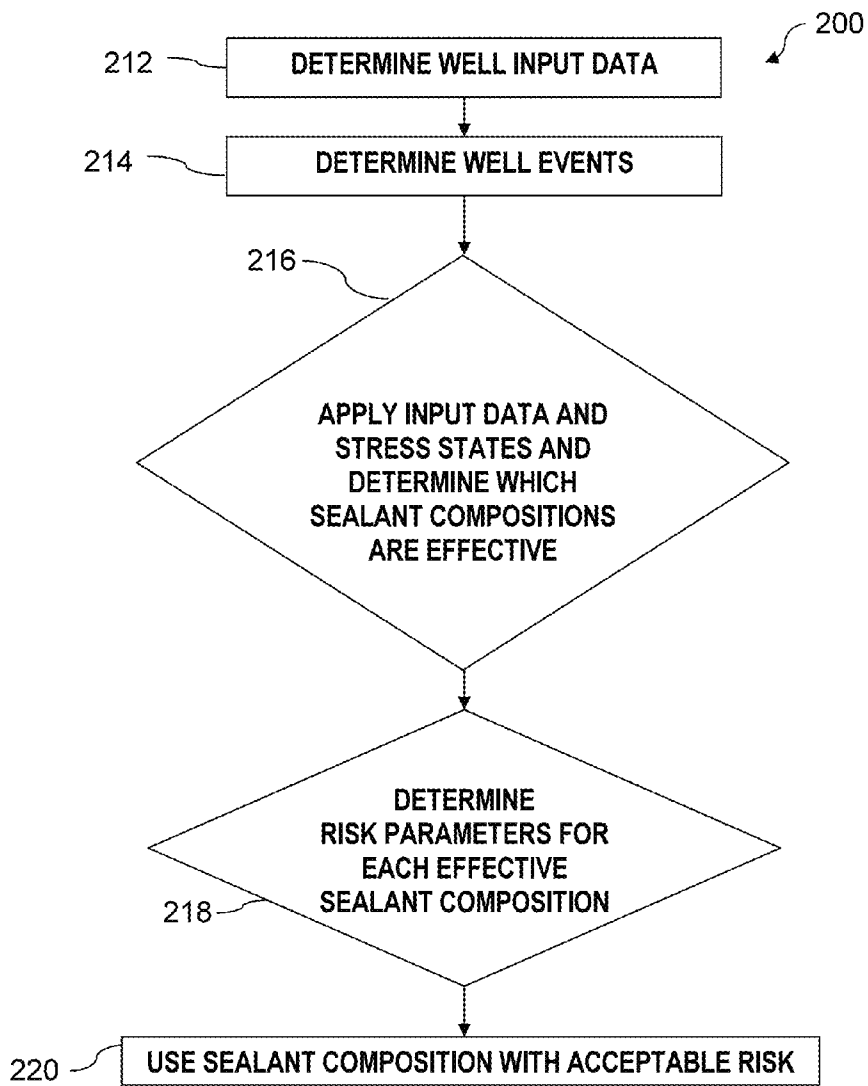 200
212
DETERMINE WELL INPUT DATA
214
DETERMINE WELL EVENTS
216
APPLY INPUT DATA AND
STRESS STATES AND
DETERMINE WHICH
SEALANT COMPOSITIONS
ARE EFFECTIVE
DETERMINE
RISK PARAMETERS FOR
EACH EFFECTIVE
SEALANT COMPOSITION
218
220
USE SEALANT COMPOSITION WITH ACCEPTABLE RISK